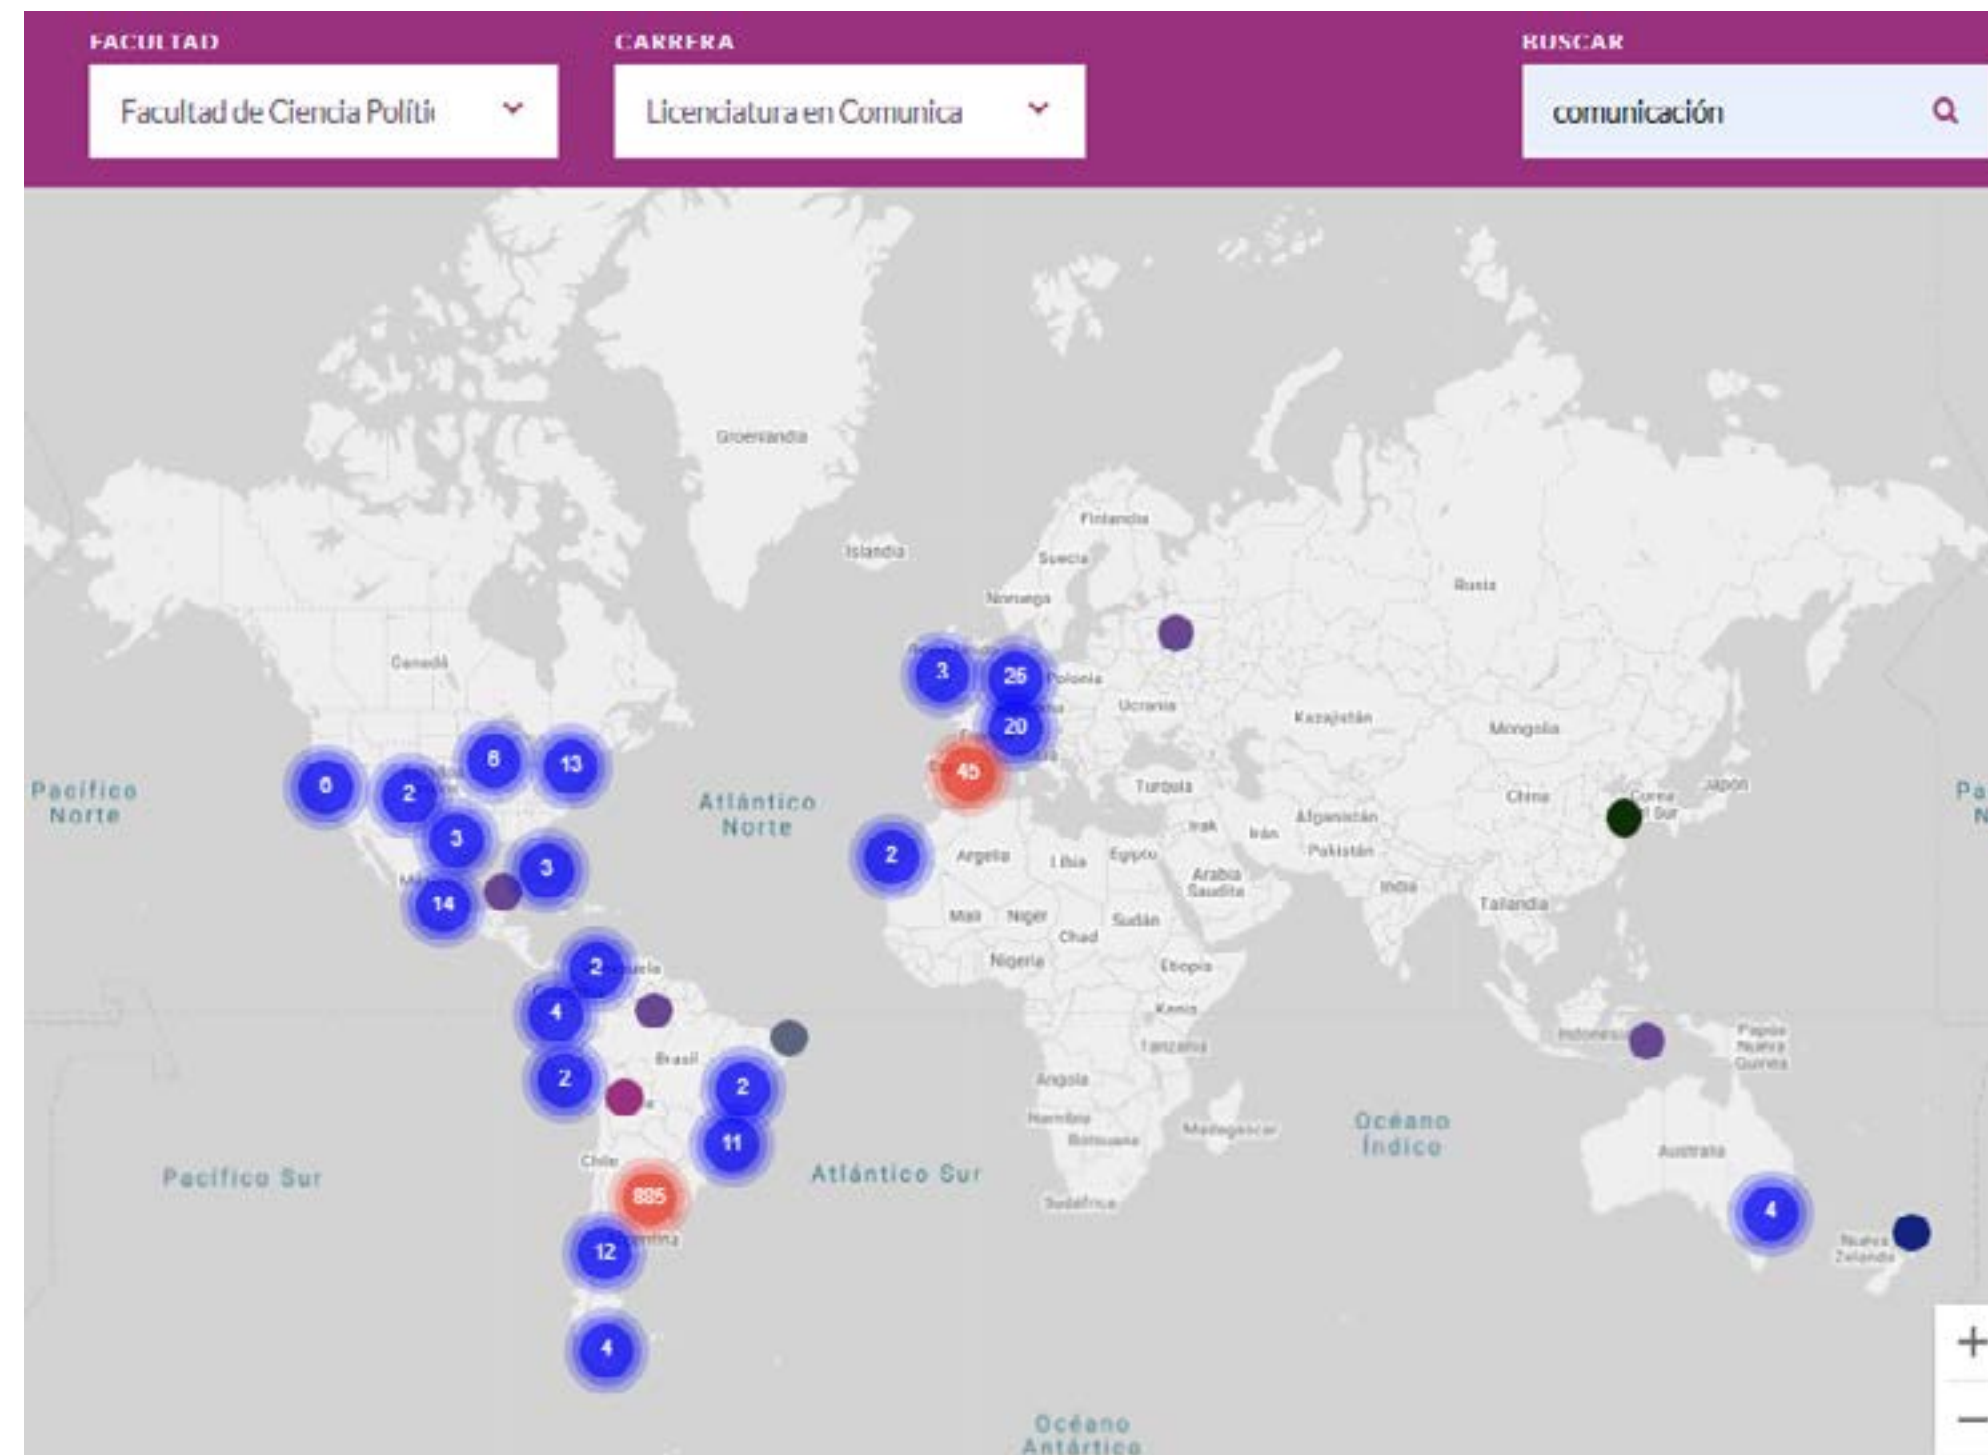 FACULTAD
CARRERA
BUSCAR
Facultad de Ciencia Políti
Licenciatura en Comunica
comunicación
Groenlandia
Finlandia
Islandia
Suecia
Rusia
Noruega
Canadá
3
26
Polonia
Ucrania
20
Kazajistán
Mongolia
6
13
45
Pacífico
Norte
2
Turquía
China
Corea
Japón
Atlántico
Norte
Afganistán
Irak
Irán
3
3
2
Argelia
Libia
Egipto
Pakistán
Arabia
Saudita
India
14
Malí
Níger
Sudán
Tailandia
Chad
Nigeria
2
Etiopía
4
Kenia
Indonesia
Papúa
Nueva
Guinea
Tanzania
Brasil
2
2
Angola
Namibia
Botsuana
Madagascar
Océano
Índico
11
Australia
Chile
Pacífico Sur
Atlántico Sur
885
Sudáfrica
4
12
Nueva
Zelanda
4
Océano
Antártico
+
−